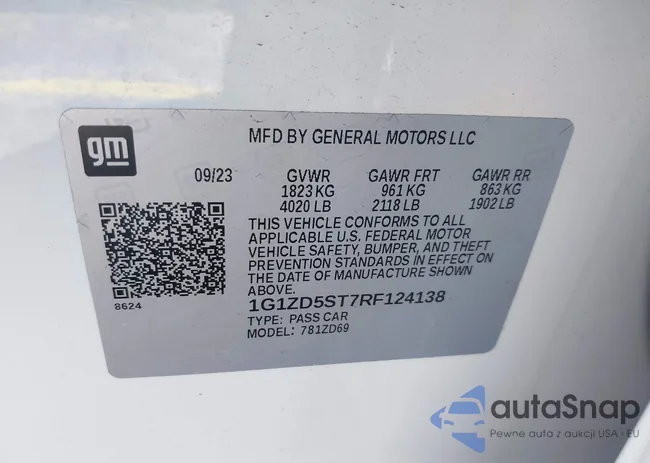 gm
MFD BY GENERAL MOTORS LLC
09/23 GVWR GAWR FRT GAWR RR
1823 KG 961 KG 863 KG
4020 LB 2118 LB 1902 LB
THIS VEHICLE CONFORMS TO ALL
APPLICABLE U.S. FEDERAL MOTOR
VEHICLE SAFETY, BUMPER, AND THEFT
PREVENTION STANDARDS IN EFFECT ON
THE DATE OF MANUFACTURE SHOWN
ABOVE.
8624
1G1ZD5ST7RF124138
TYPE: PASS CAR
MODEL: 781ZD69
autaSnap
Pewne auta z aukcji USA i EU